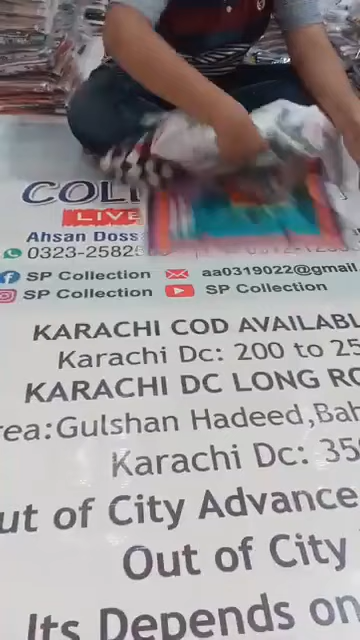 COLL
LIVE
Ahsan Doss
0323-2582
SP Collection aa0319022@gmail
SP Collection SP Collection
KARACHI COD AVAILABL
Karachi Dc: 200 to 25
KARACHI DC LONG RO
rea:Gulshan Hadeed,Bah
Karachi Dc: 35
ut of City Advance
Out of City
Its Depends on